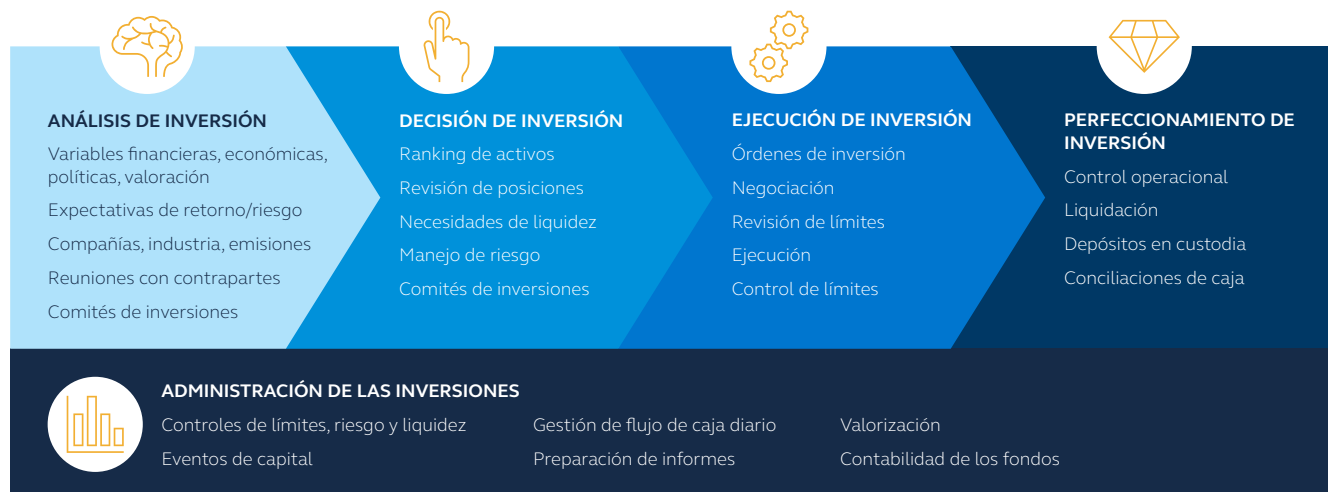 ANÁLISIS DE INVERSIÓN
Variables financieras, económicas,
políticas, valoración
Expectativas de retorno/riesgo
Compañías, industria, emisiones
Reuniones con contrapartes
Comités de inversiones
DECISIÓN DE INVERSIÓN
Ranking de activos
Revisión de posiciones
Necesidades de liquidez
Manejo de riesgo
Comités de inversiones
EJECUCIÓN DE INVERSIÓN
Órdenes de inversión
Negociación
Revisión de límites
Ejecución
Control de límites
PERFECCIONAMIENTO DE
INVERSIÓN
Control operacional
Liquidación
Depósitos en custodia
Conciliaciones de caja
ADMINISTRACIÓN DE LAS INVERSIONES
Controles de límites, riesgo y liquidez
Eventos de capital
Gestión de flujo de caja diario
Preparación de informes
Valorización
Contabilidad de los fondos